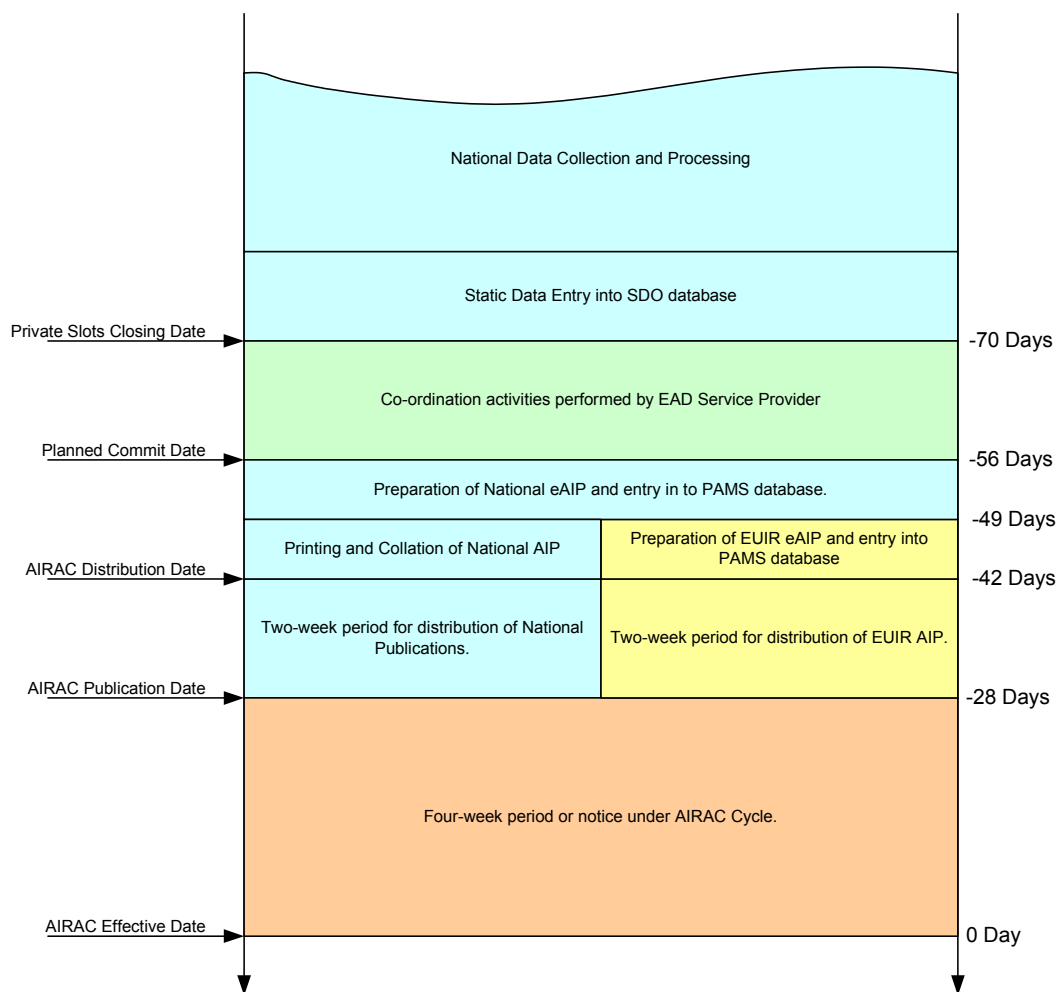 National Data Collection and Processing
Static Data Entry into SDO database
Private Slots Closing Date
-70 Days
Co-ordination activities performed by EAD Service Provider
Planned Commit Date
-56 Days
Preparation of National eAIP and entry in to PAMS database.
-49 Days
Printing and Collation of National AIP
Preparation of EUIR eAIP and entry into
PAMS database
AIRAC Distribution Date
-42 Days
Two-week period for distribution of National
Publications.
Two-week period for distribution of EUIR AIP.
AIRAC Publication Date
-28 Days
Four-week period or notice under AIRAC Cycle.
AIRAC Effective Date
0 Day